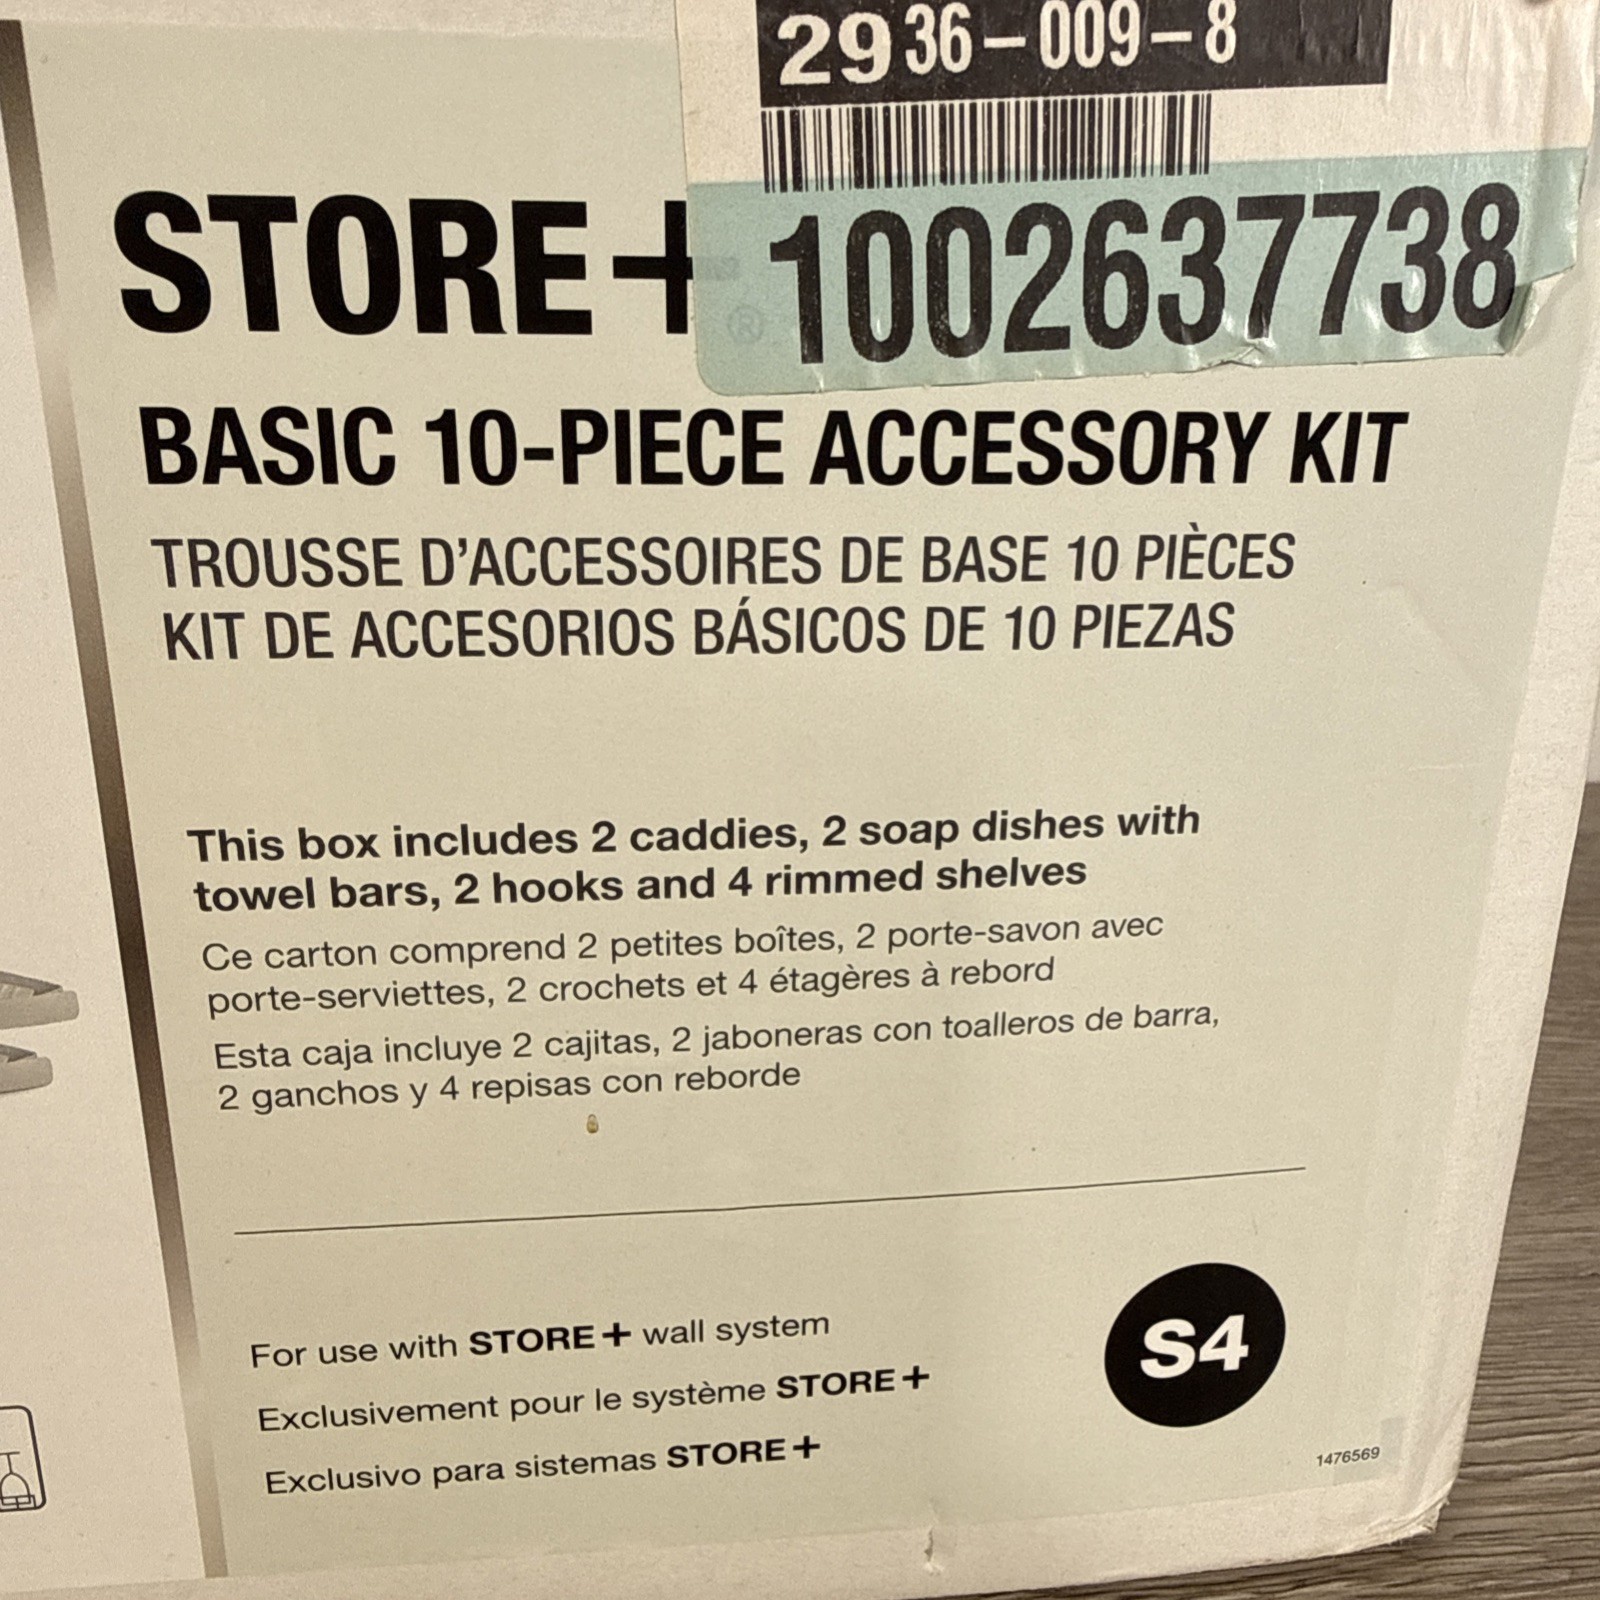 2936-009-8
1002637738
STORE+
®
BASIC 10-PIECE ACCESSORY KIT
TROUSSE D'ACCESSOIRES DE BASE 10 PIÈCES
KIT DE ACCESORIOS BÁSICOS DE 10 PIEZAS
This box includes 2 caddies, 2 soap dishes with
towel bars, 2 hooks and 4 rimmed shelves
Ce carton comprend 2 petites boîtes, 2 porte-savon avec
porte-serviettes, 2 crochets et 4 étagères à rebord
Esta caja incluye 2 cajitas, 2 jaboneras con toalleros de barra,
2 ganchos y 4 repisas con reborde
For use with STORE+ wall system
Exclusivement pour le système STORE+
Exclusivo para sistemas STORE+
S4
1476569